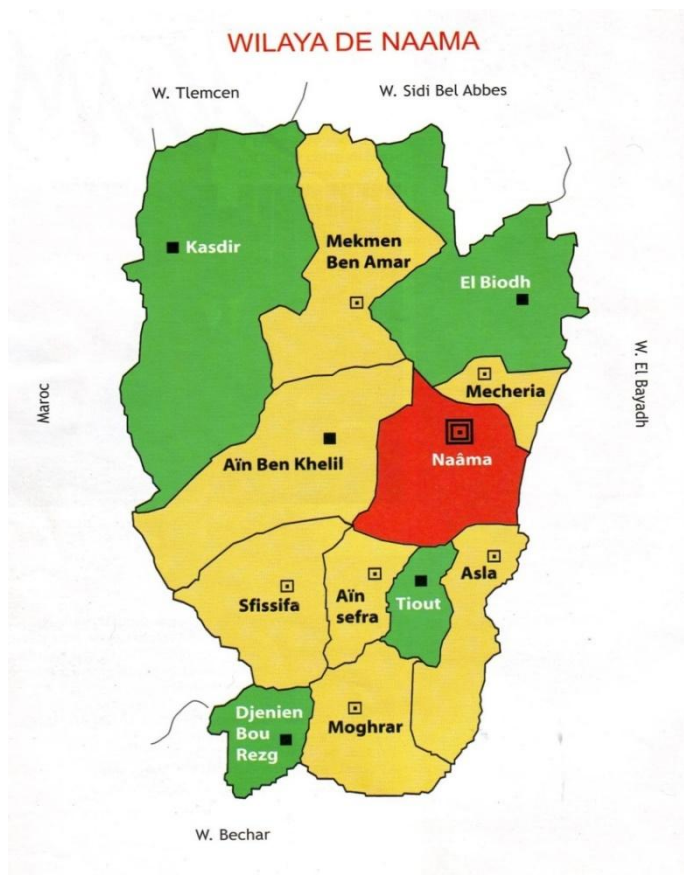 WILAYA DE NAAMA
W. Tlemcen
W. Sidi Bel Abbes
Kasdir
Mekmen
Ben Amar
El Biodh
Maroc
W. El Bayadh
Mecheria
Aïn Ben Khelil
Naâma
Sfissifa
Aïn
sefra
Tiout
Asla
Djenien
Bou
Rezg
Moghrar
W. Bechar